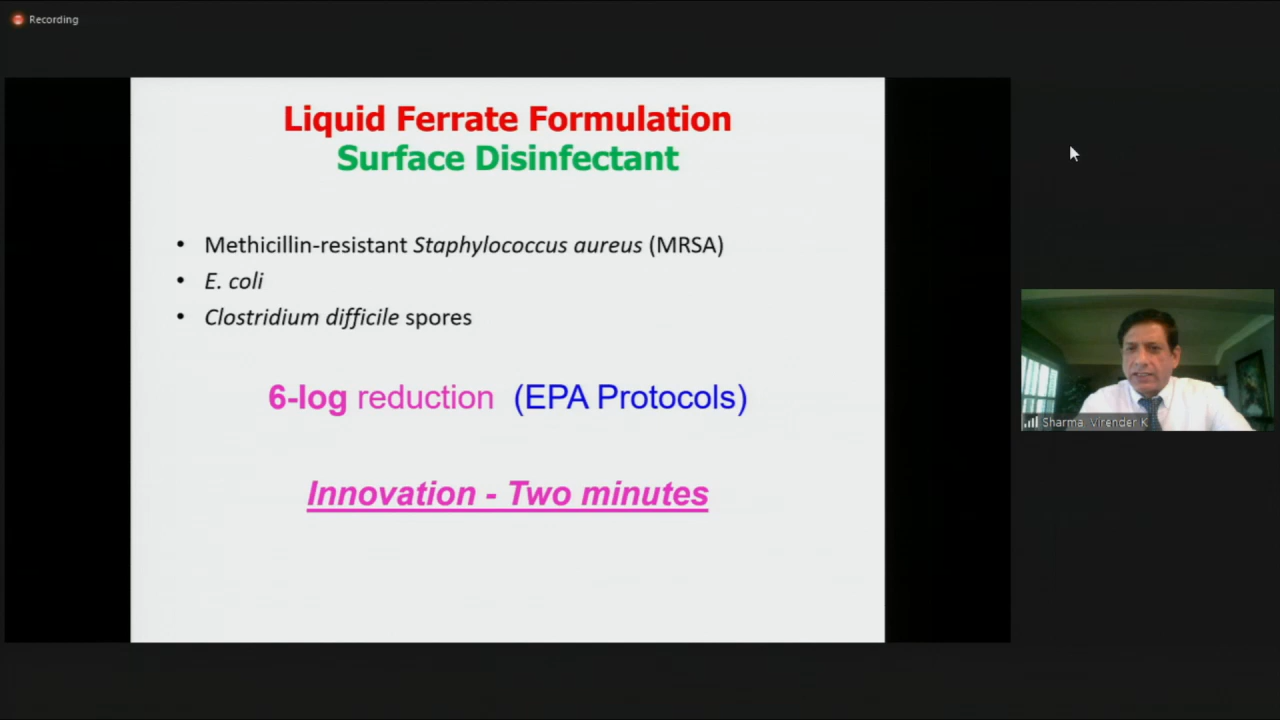 Recording
Liquid Ferrate Formulation
Surface Disinfectant
• Methicillin-resistant Staphylococcus aureus (MRSA)
• E. coli
• Clostridium difficile spores
6-log reduction (EPA Protocols)
Innovation - Two minutes
Sharma Virender K